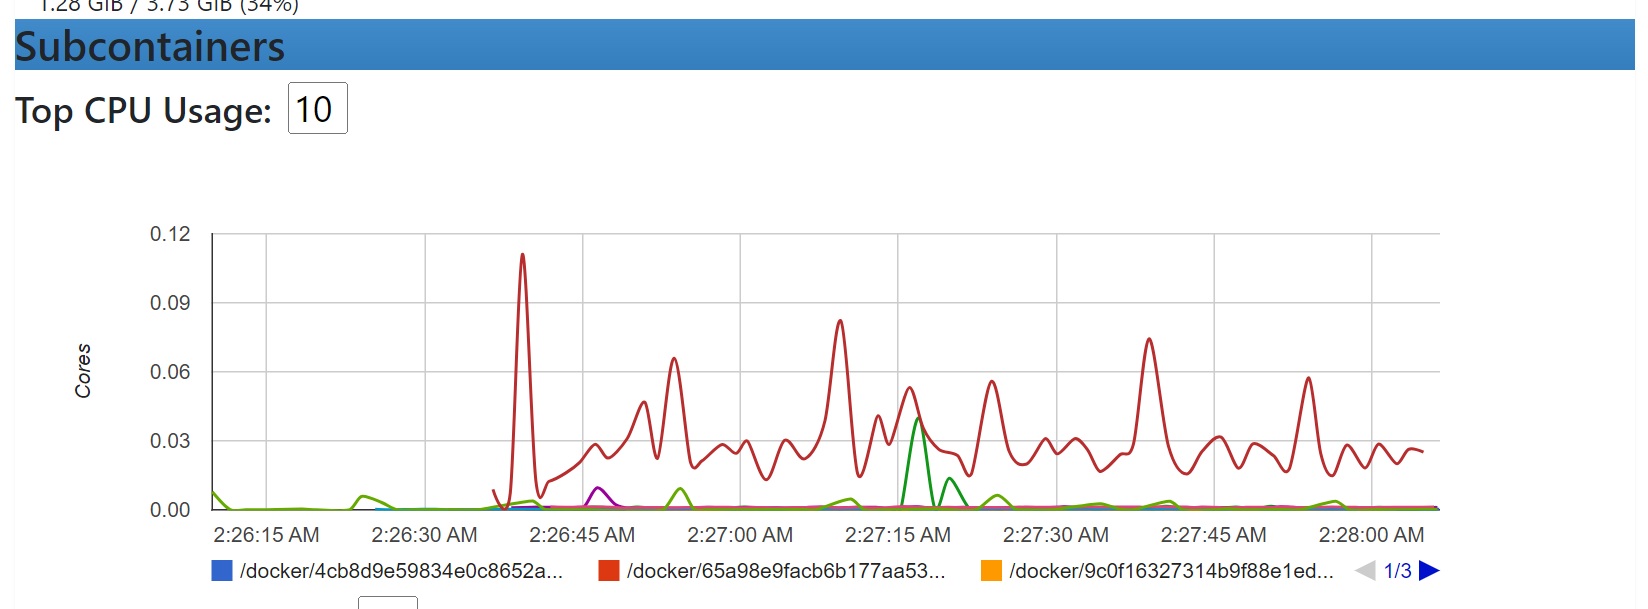 1.28 GiB / 3.73 GiB (34%)
Subcontainers
Top CPU Usage: 10
0.12
0.09
0.06
0.03
0.00
Cores
2:26:15 AM 2:26:30 AM 2:26:45 AM 2:27:00 AM 2:27:15 AM 2:27:30 AM 2:27:45 AM 2:28:00 AM
/docker/4cb8d9e59834e0c8652a... /docker/65a98e9facb6b177aa53... /docker/9c0f16327314b9f88e1ed... 1/3